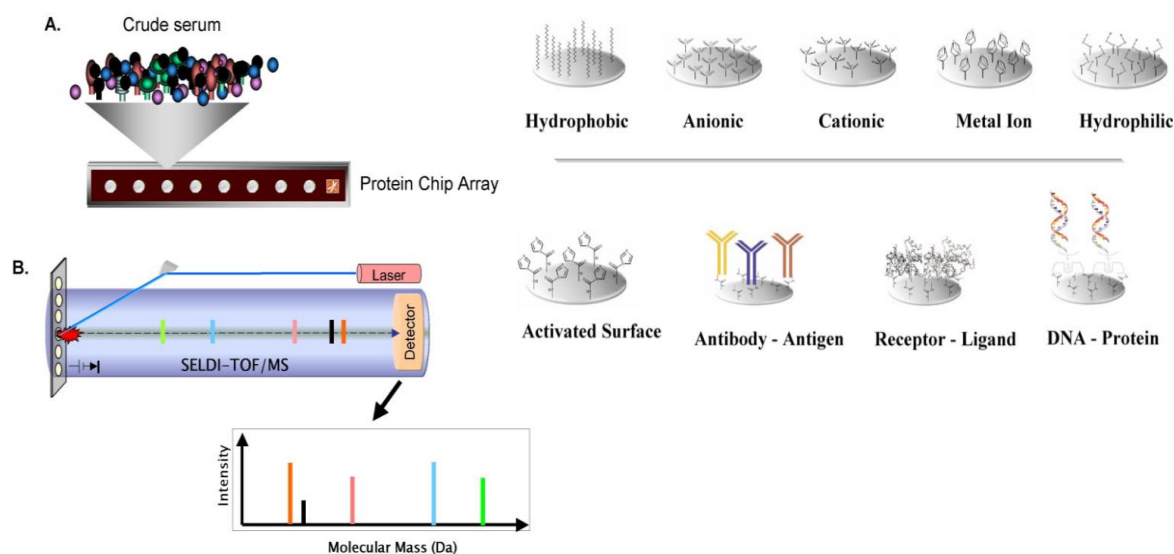 A.
Crude serum
Protein Chip Array
Hydrophobic
Anionic
Cationic
Metal Ion
Hydrophilic
Activated Surface
Antibody - Antigen
Receptor - Ligand
DNA - Protein
B.
Laser
Detector
SELDI-TOF/MS
Intensity
Molecular Mass (Da)